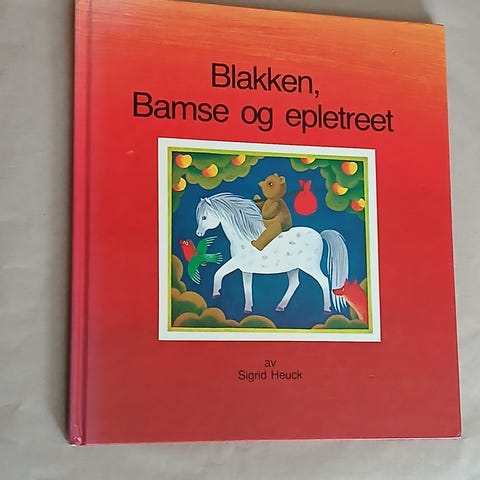 Blakken,
Bamse og epletreet
av
Sigrid Heuck